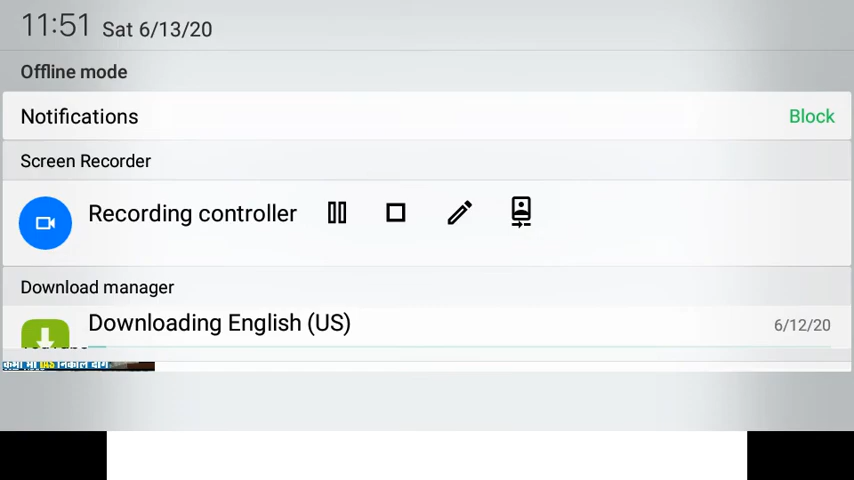 11:51 Sat 6/13/20
Offline mode
Notifications Block
Screen Recorder
Recording controller
Download manager
Downloading English (US) 6/12/20